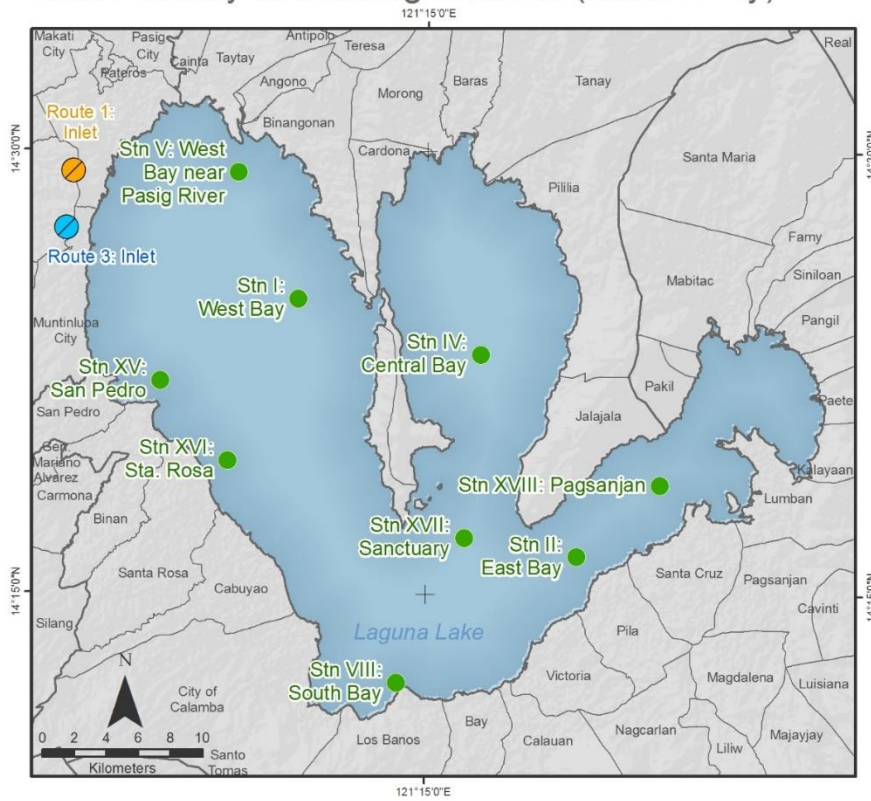 121°15'0"E
Makati
City
Pasig
City
Pateros
Cainta
Taytay
Antipolo
Teresa
Angono
Morong
Baras
Tanay
Real
Binangonan
Cardona
Route 1:
Inlet
14°30'0"N
14°30'0"N
Stn V: West
Bay near
Pasig River
Santa Maria
Pililia
Route 3: Inlet
Famy
Siniloan
Mabitac
Pangil
Stn I:
West Bay
Muntinlupa
City
Stn IV:
Central Bay
Stn XV:
San Pedro
San Pedro
Pakil
Paete
Jalajala
Gen.
Mariano
Alvarez
Carmona
Stn XVI:
Sta. Rosa
Kalayaan
Stn XVIII: Pagsanjan
Lumban
Binan
Stn XVII:
Sanctuary
Stn II:
East Bay
Santa Rosa
Cabuyao
Santa Cruz
Pagsanjan
14°15'0"N
14°15'0"N
Cavinti
Silang
Laguna Lake
Pila
N
Stn VIII:
South Bay
Victoria
Magdalena
Luisiana
City of
Calamba
0 2 4 6 8 10
Kilometers
Santo
Tomas
Los Banos
Bay
Calauan
Nagcarlan
Liliw
Majayjay
121°15'0"E